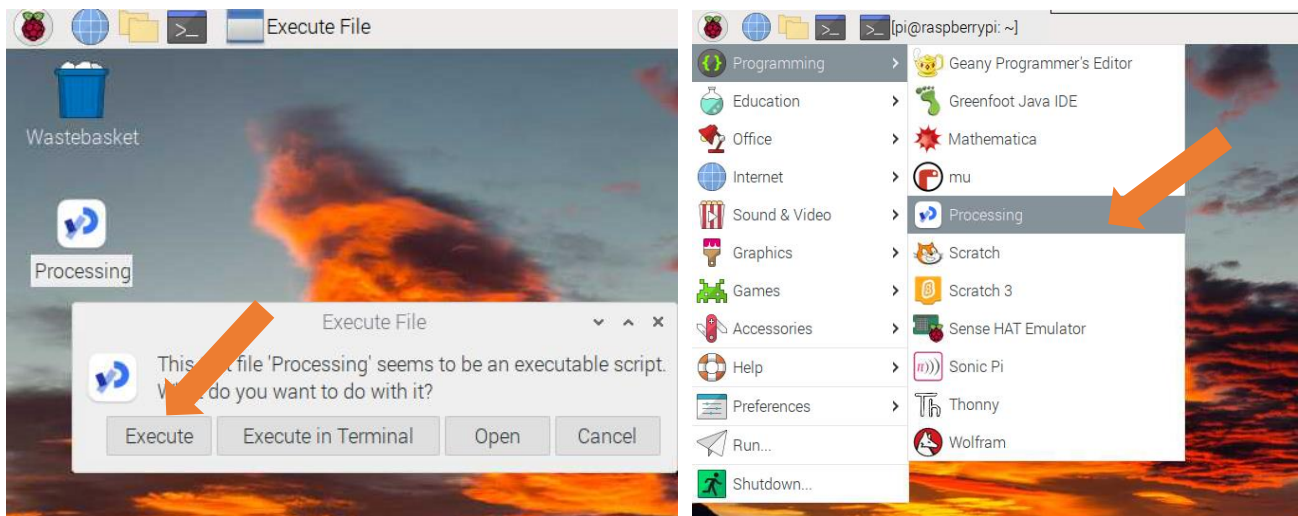 Execute File
Wastebasket
Processing
Execute File
This file 'Processing' seems to be an executable script.
do you want to do with it?
Execute Execute in Terminal Open Cancel
[pi@raspberrypi: ~]
Programming
Education
Office
Internet
Sound & Video
Graphics
Games
Accessories
Help
Preferences
Run...
Shutdown...
Geany Programmer's Editor
Greenfoot Java IDE
Mathematica
mu
Processing
Scratch
Scratch 3
Sense HAT Emulator
Sonic Pi
Thonny
Wolfram